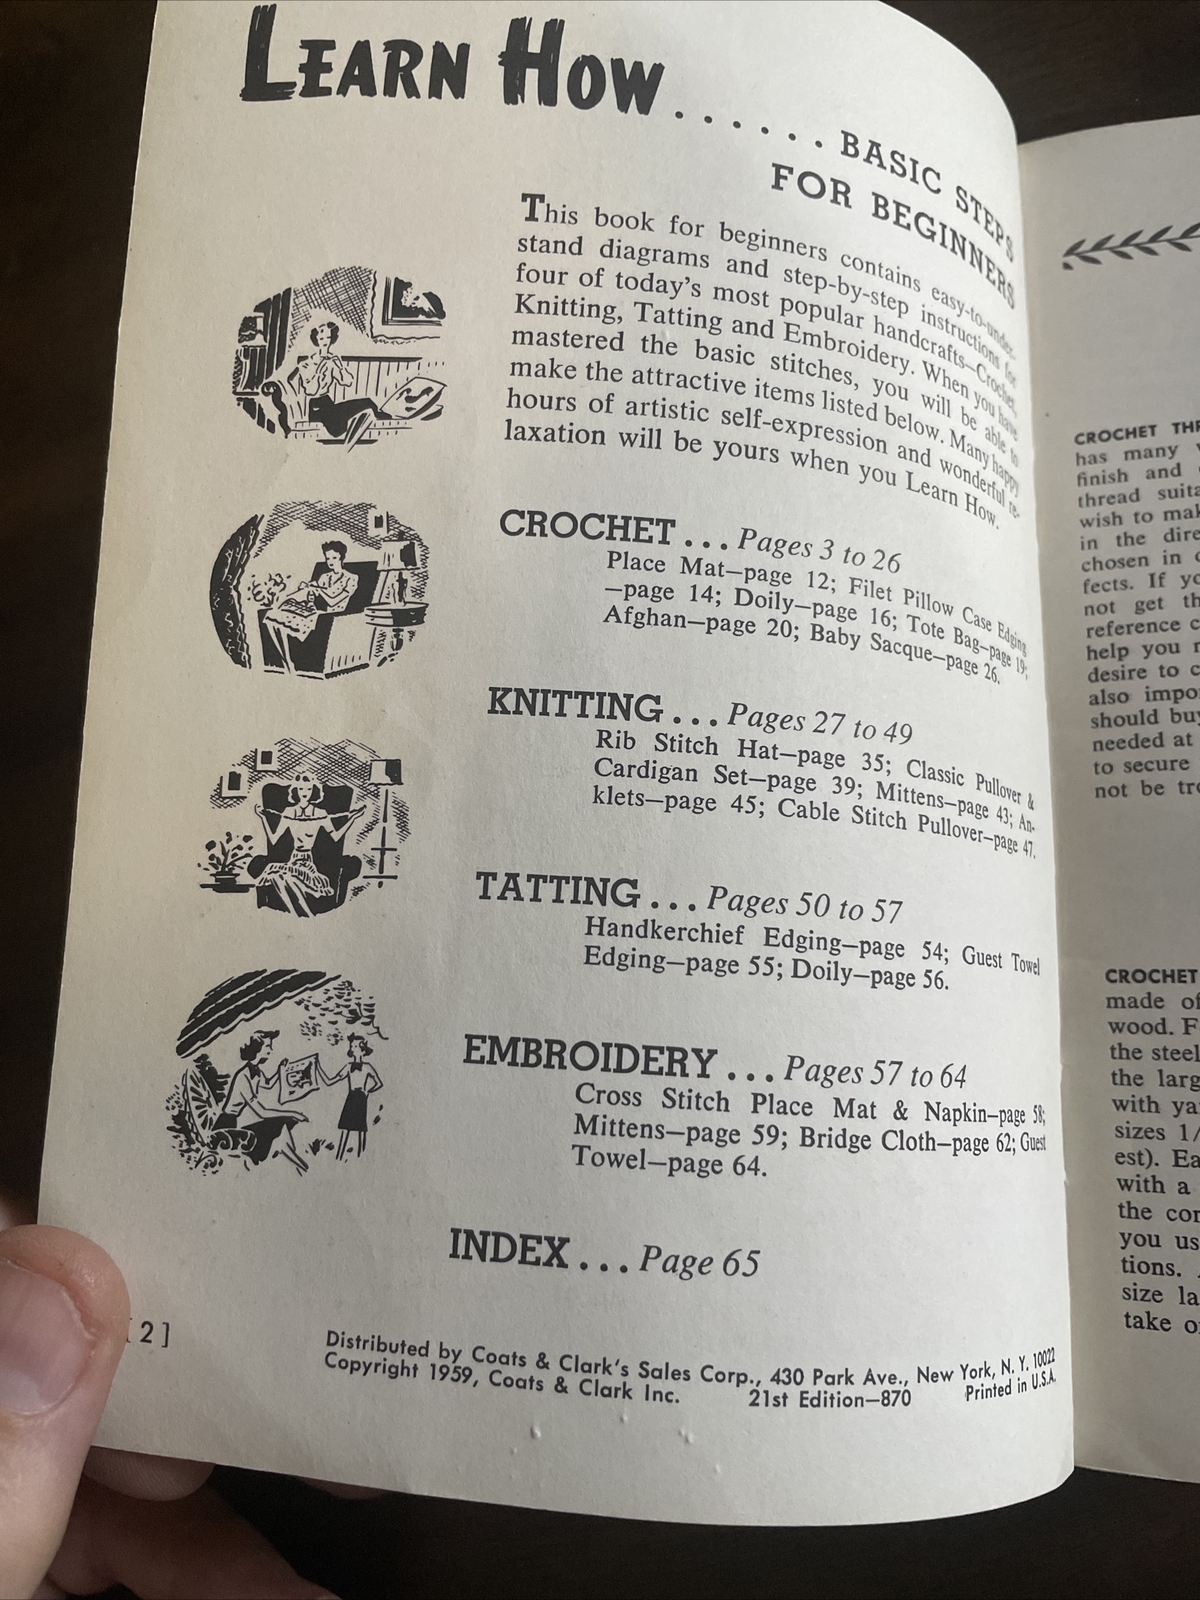 LEARN HOW......BASIC STEPS
FOR BEGINNERS
This book for beginners contains easy-to-under-
stand diagrams and step-by-step instructions for
four of today's most popular handcrafts—Crochet,
Knitting, Tatting and Embroidery. When you have
mastered the basic stitches, you will be able to
make the attractive items listed below. Many happy
hours of artistic self-expression and wonderful re-
laxation will be yours when you Learn How.
CROCHET ... Pages 3 to 26
Place Mat—page 12; Filet Pillow Case Edging
—page 14; Doily—page 16; Tote Bag—page 19;
Afghan—page 20; Baby Sacque—page 26.
KNITTING ... Pages 27 to 49
Rib Stitch Hat—page 35; Classic Pullover &
Cardigan Set—page 39; Mittens—page 43; An-
klets—page 45; Cable Stitch Pullover—page 47.
TATTING ... Pages 50 to 57
Handkerchief Edging—page 54; Guest Towel
Edging—page 55; Doily—page 56.
EMBROIDERY ... Pages 57 to 64
Cross Stitch Place Mat & Napkin—page 58;
Mittens—page 59; Bridge Cloth—page 62; Guest
Towel—page 64.
INDEX ... Page 65
[2]
Distributed by Coats & Clark's Sales Corp., 430 Park Ave., New York, N. Y. 10022
Copyright 1959, Coats & Clark Inc. 21st Edition—870 Printed in U.S.A.
CROCHET
has many
finish and
thread
wish to
in the
chosen in
fects. If
not get
reference
help you
desire to
also
should buy
needed at
to secure
not be
CROCHET
made of
wood.
the steel
the
with
sizes
est).
with a
the
you
tions.
size
take